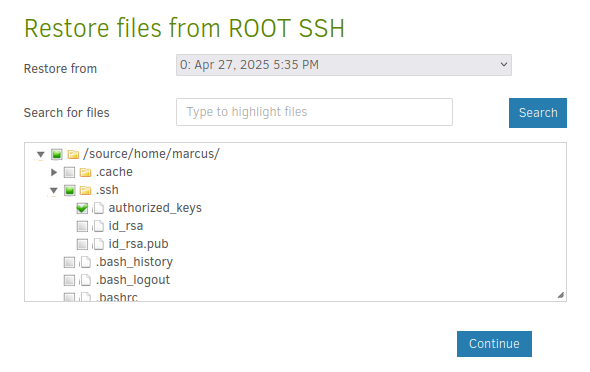 Restore files from ROOT SSH
Restore from
0: Apr 27, 2025 5:35 PM
Search for files
Type to highlight files
Search
/source/home/marcus/
.cache
.ssh
authorized_keys
id_rsa
id_rsa.pub
.bash_history
.bash_logout
.bashrc
Continue